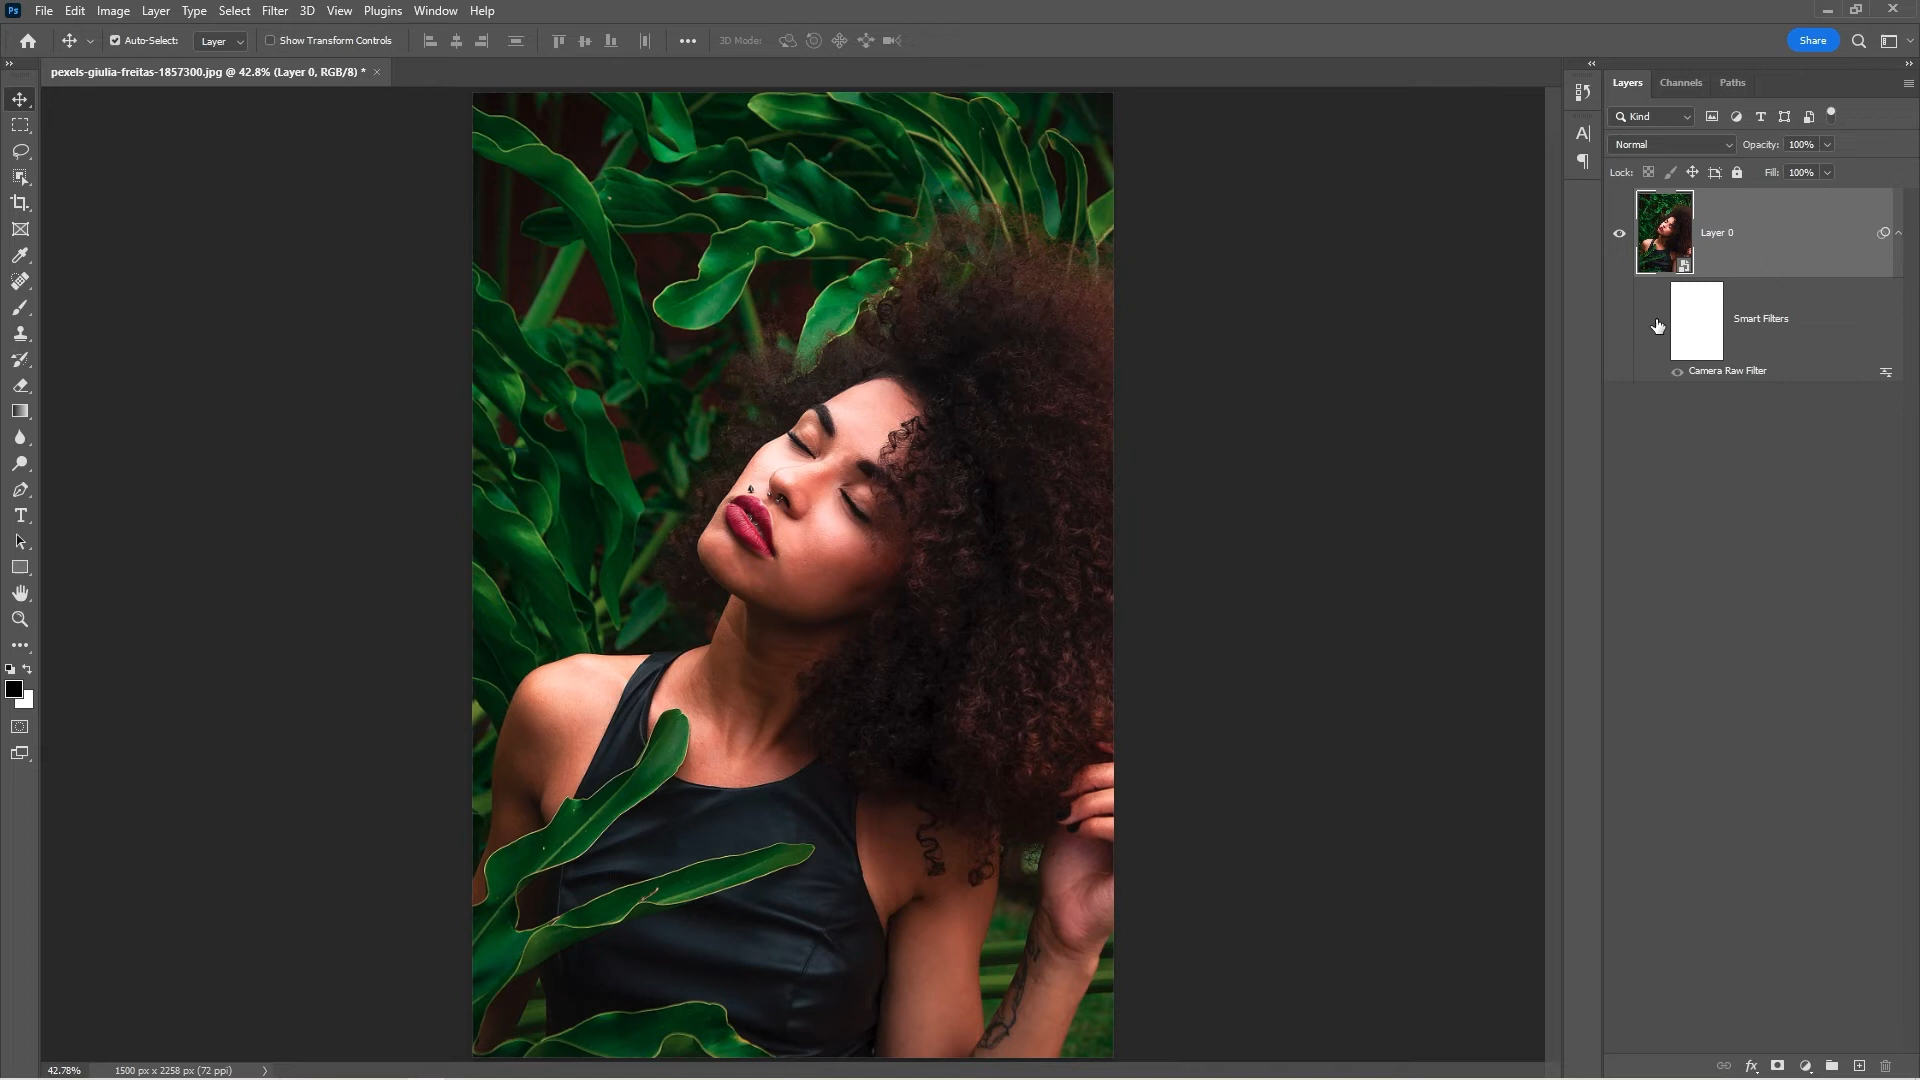 Ps File Edit Image Layer Type Select Filter 3D View Plugins Window Help
Auto-Select: Layer Show Transform Controls 3D Mode: Share
pexels-giulia-freitas-1857300.jpg @ 42.8% (Layer 0, RGB/8) * ×
Layers Channels Paths
Kind
Normal Opacity: 100%
Lock: Fill: 100%
Layer 0
Smart Filters
Camera Raw Filter
42.78% 1500 px x 2258 px (72 ppi)